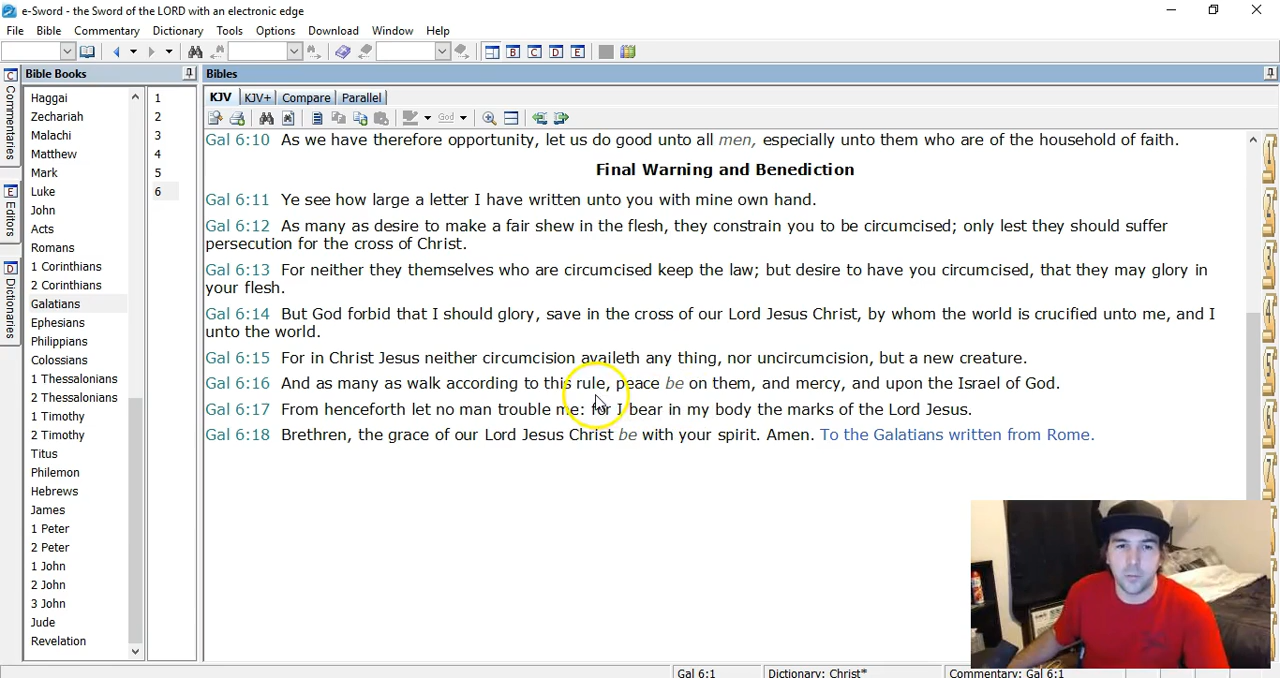 e-Sword - the Sword of the LORD with an electronic edge
File Bible Commentary Dictionary Tools Options Download Window Help
B C D E
C Commentaries
E Editors
D Dictionaries
Bible Books
Haggai
Zechariah
Malachi
Matthew
Mark
Luke
John
Acts
Romans
1 Corinthians
2 Corinthians
Galatians
Ephesians
Philippians
Colossians
1 Thessalonians
2 Thessalonians
1 Timothy
2 Timothy
Titus
Philemon
Hebrews
James
1 Peter
2 Peter
1 John
2 John
3 John
Jude
Revelation
1
2
3
4
5
6
Bibles
KJV KJV+ Compare Parallel
God
Gal 6:10 As we have therefore opportunity, let us do good unto all men, especially unto them who are of the household of faith.
Final Warning and Benediction
Gal 6:11 Ye see how large a letter I have written unto you with mine own hand.
Gal 6:12 As many as desire to make a fair shew in the flesh, they constrain you to be circumcised; only lest they should suffer
persecution for the cross of Christ.
Gal 6:13 For neither they themselves who are circumcised keep the law; but desire to have you circumcised, that they may glory in
your flesh.
Gal 6:14 But God forbid that I should glory, save in the cross of our Lord Jesus Christ, by whom the world is crucified unto me, and I
unto the world.
Gal 6:15 For in Christ Jesus neither circumcision availeth any thing, nor uncircumcision, but a new creature.
Gal 6:16 And as many as walk according to this rule, peace be on them, and mercy, and upon the Israel of God.
Gal 6:17 From henceforth let no man trouble me: for I bear in my body the marks of the Lord Jesus.
Gal 6:18 Brethren, the grace of our Lord Jesus Christ be with your spirit. Amen. To the Galatians written from Rome.
1
2
3
4
5
6
Gal 6:1 Dictionary: Christ* Commentary: Gal 6:1